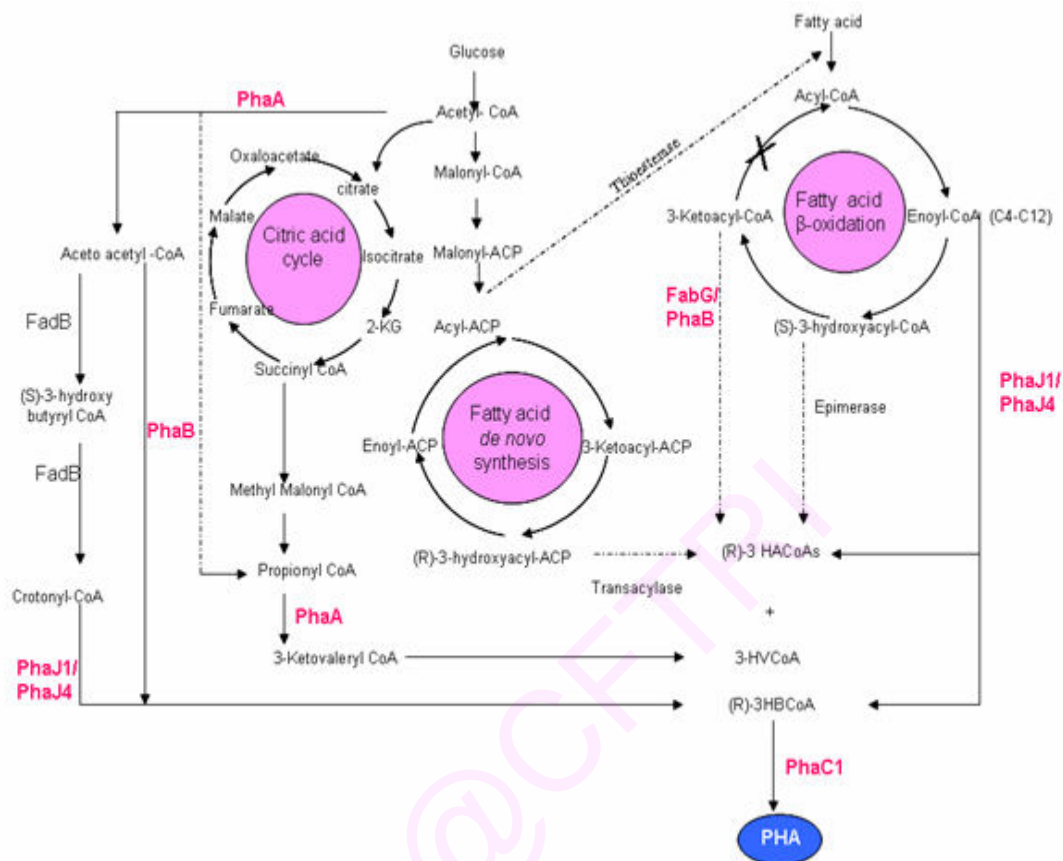 Fatty acid
Glucose
PhaA
Acetyl- CoA
Acyl-CoA
Oxaloacetate
citrate
Malonyl-CoA
Thioesterase
Malate
Citric acid
cycle
Isocitrate
Malonyl-ACP
3-Ketoacyl-CoA
Fatty acid
β-oxidation
Enoyl-CoA (C4-C12)
Aceto acetyl -CoA
Fumarate
2-KG
Acyl-ACP
FabG/
PhaB
(S)-3-hydroxyacyl-CoA
FadB
Succinyl CoA
(S)-3-hydroxy
butyryl CoA
PhaB
Enoyl-ACP
Fatty acid
de novo
synthesis
3-Ketoacyl-ACP
Epimerase
PhaJ1/
PhaJ4
FadB
Methyl Malonyl CoA
(R)-3-hydroxyacyl-ACP
(R)-3 HACoAs
Propionyl CoA
Transacylase
Crotonyl-CoA
PhaA
+
3-Ketovaleryl CoA
3-HVCoA
PhaJ1/
PhaJ4
(R)-3HBCoA
PhaC1
PHA
@CFTRI